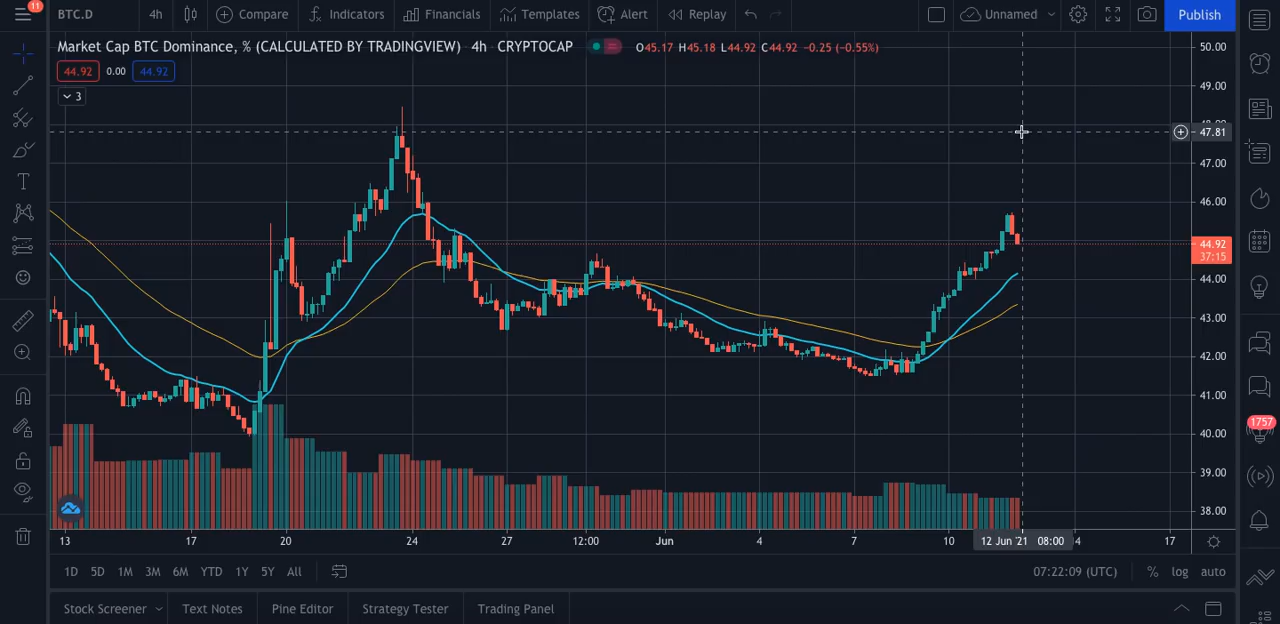 11
BTC.D 4h Compare Indicators Financials Templates Alert Replay Unnamed Publish
Market Cap BTC Dominance, % (CALCULATED BY TRADINGVIEW) 4h CRYPTOCAP O45.17 H45.18 L44.92 C44.92 -0.25 (-0.55%)
44.92 0.00 44.92
3
50.00
49.00
47.81
47.00
46.00
44.92
37:15
44.00
43.00
42.00
41.00
40.00
39.00
38.00
1757
13 17 20 24 27 12:00 Jun 4 7 10 12 Jun '21 08:00 4 17
1D 5D 1M 3M 6M YTD 1Y 5Y All 07:22:09 (UTC) % log auto
Stock Screener Text Notes Pine Editor Strategy Tester Trading Panel